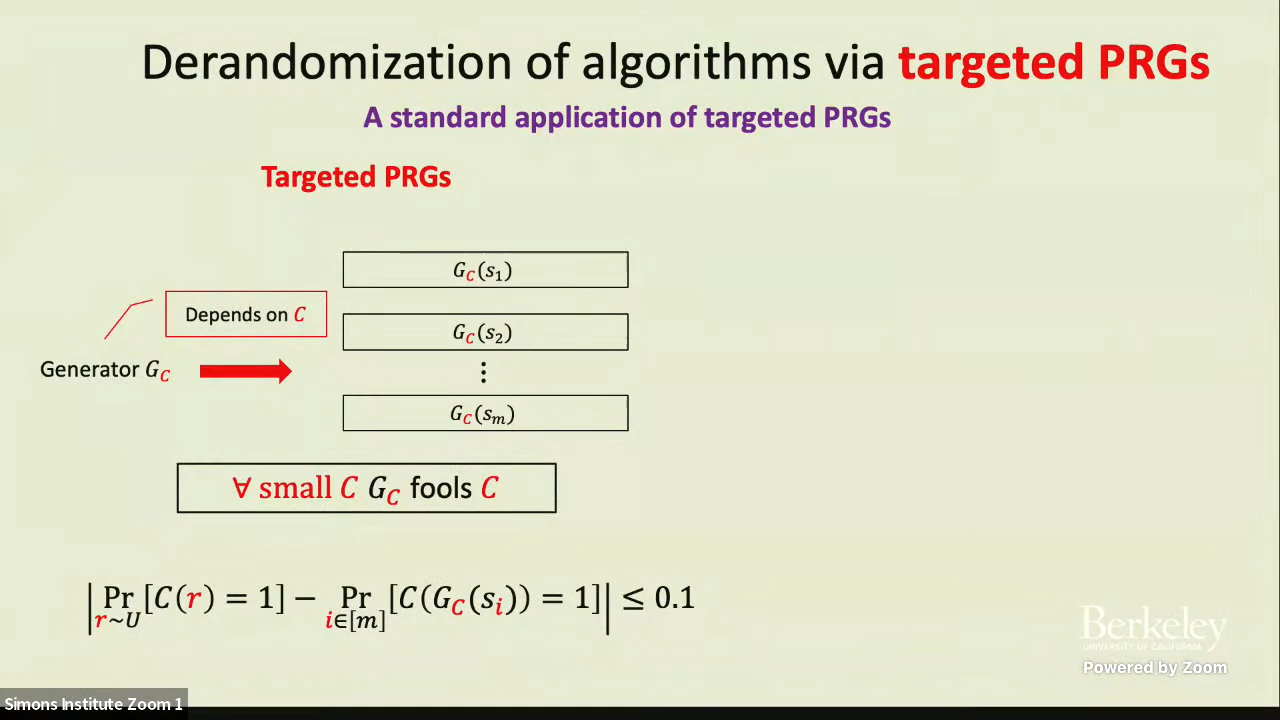 Derandomization of algorithms via targeted PRGs
A standard application of targeted PRGs
Targeted PRGs
G_C(s_1)
Depends on C
G_C(s_2)
Generator G_C
⋮
G_C(s_m)
∀ small C G_C fools C
|Pr_{r~U}[C(r) = 1] − Pr_{i∈[m]}[C(G_C(s_i)) = 1]| ≤ 0.1
Berkeley
UNIVERSITY OF CALIFORNIA
Powered by Zoom
Simons Institute Zoom 1